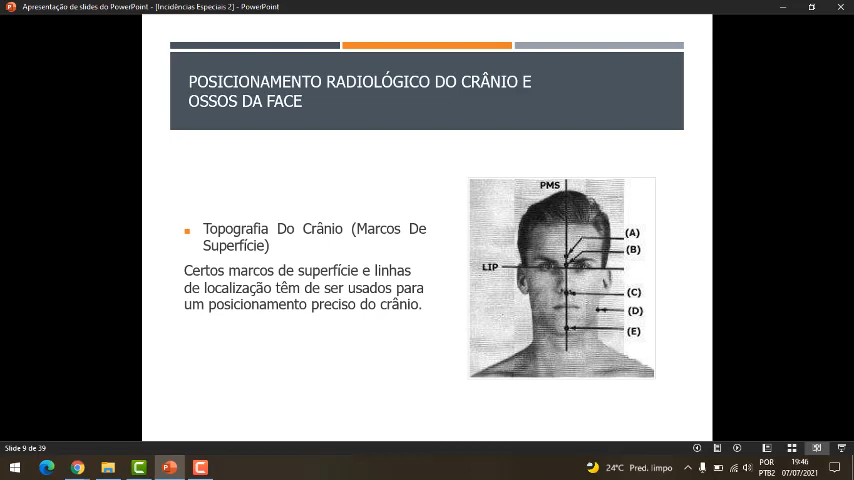 Apresentação de slides do PowerPoint - [Incidências Especiais 2] - PowerPoint
POSICIONAMENTO RADIOLÓGICO DO CRÂNIO E
OSSOS DA FACE
Topografia Do Crânio (Marcos De
Superfície)
Certos marcos de superfície e linhas
de localização têm de ser usados para
um posicionamento preciso do crânio.
PMS
(A)
(B)
LIP
(C)
(D)
(E)
Slide 9 de 39
24°C Pred. limpo
POR
PTB2
19:46
07/07/2021